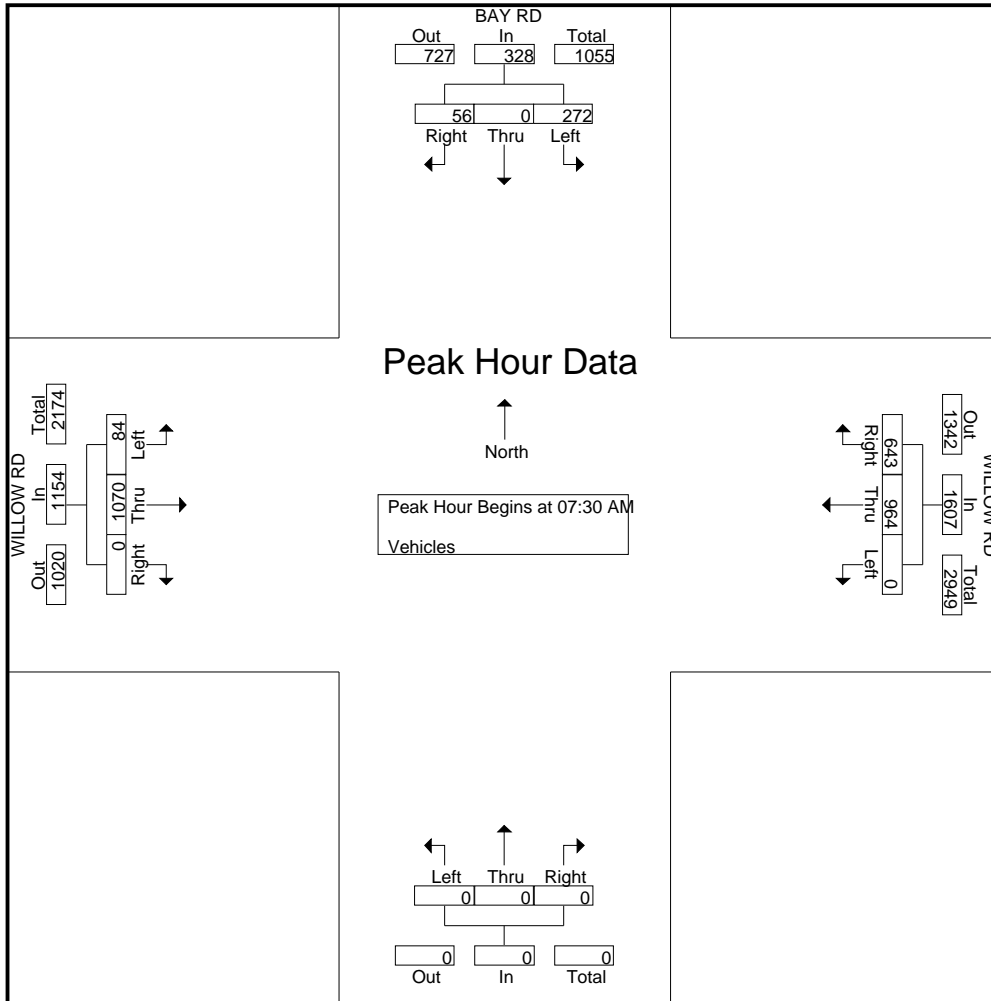 BAY RD
Out In Total
727 328 1055
56 0 272
Right Thru Left
Peak Hour Data
North
Peak Hour Begins at 07:30 AM
Vehicles
WILLOW RD
Total In Out
2174 1154 1020
84 1070 0
Left Thru Right
WILLOW RD
Out In Total
1342 1607 2949
643 964 0
Right Thru Left
Left Thru Right
0 0 0
0 0 0
Out In Total